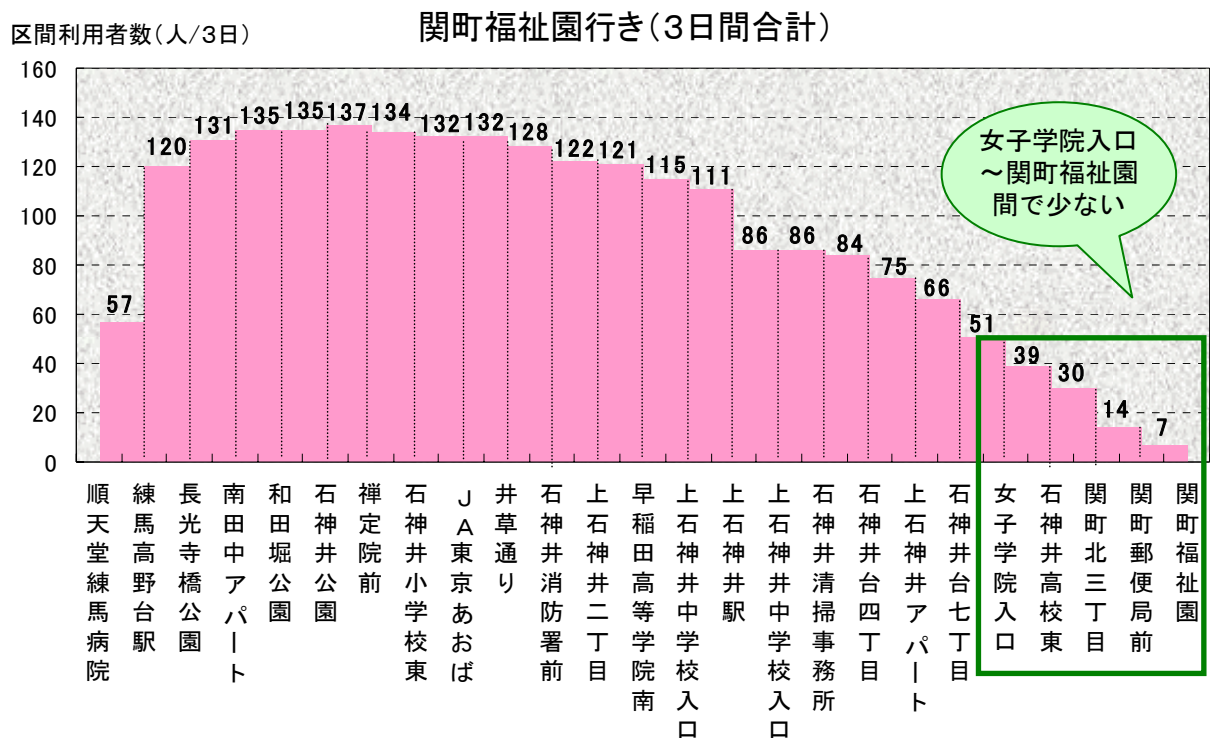 関町福祉園行き(3日間合計)
区間利用者数(人/3日)
160
140
120
100
80
60
40
20
0
57
120
131
135
135
137
134
132
132
128
122
121
115
111
86
86
84
75
66
51
39
30
14
7
女子学院入口
~関町福祉園
間で少ない
順天堂練馬病院
練馬高野台駅
長光寺橋公園
南田中アパート
和田堀公園
石神井公園
禅定院前
石神井小学校東
JA東京あおば
井草通り
石神井消防署前
上石神井二丁目
早稲田高等学院南
上石神井中学校入口
上石神井駅
上石神井中学校入口
石神井清掃事務所
石神井台四丁目
上石神井アパート
石神井台七丁目
女子学院入口
石神井高校東
関町北三丁目
関町郵便局前
関町福祉園